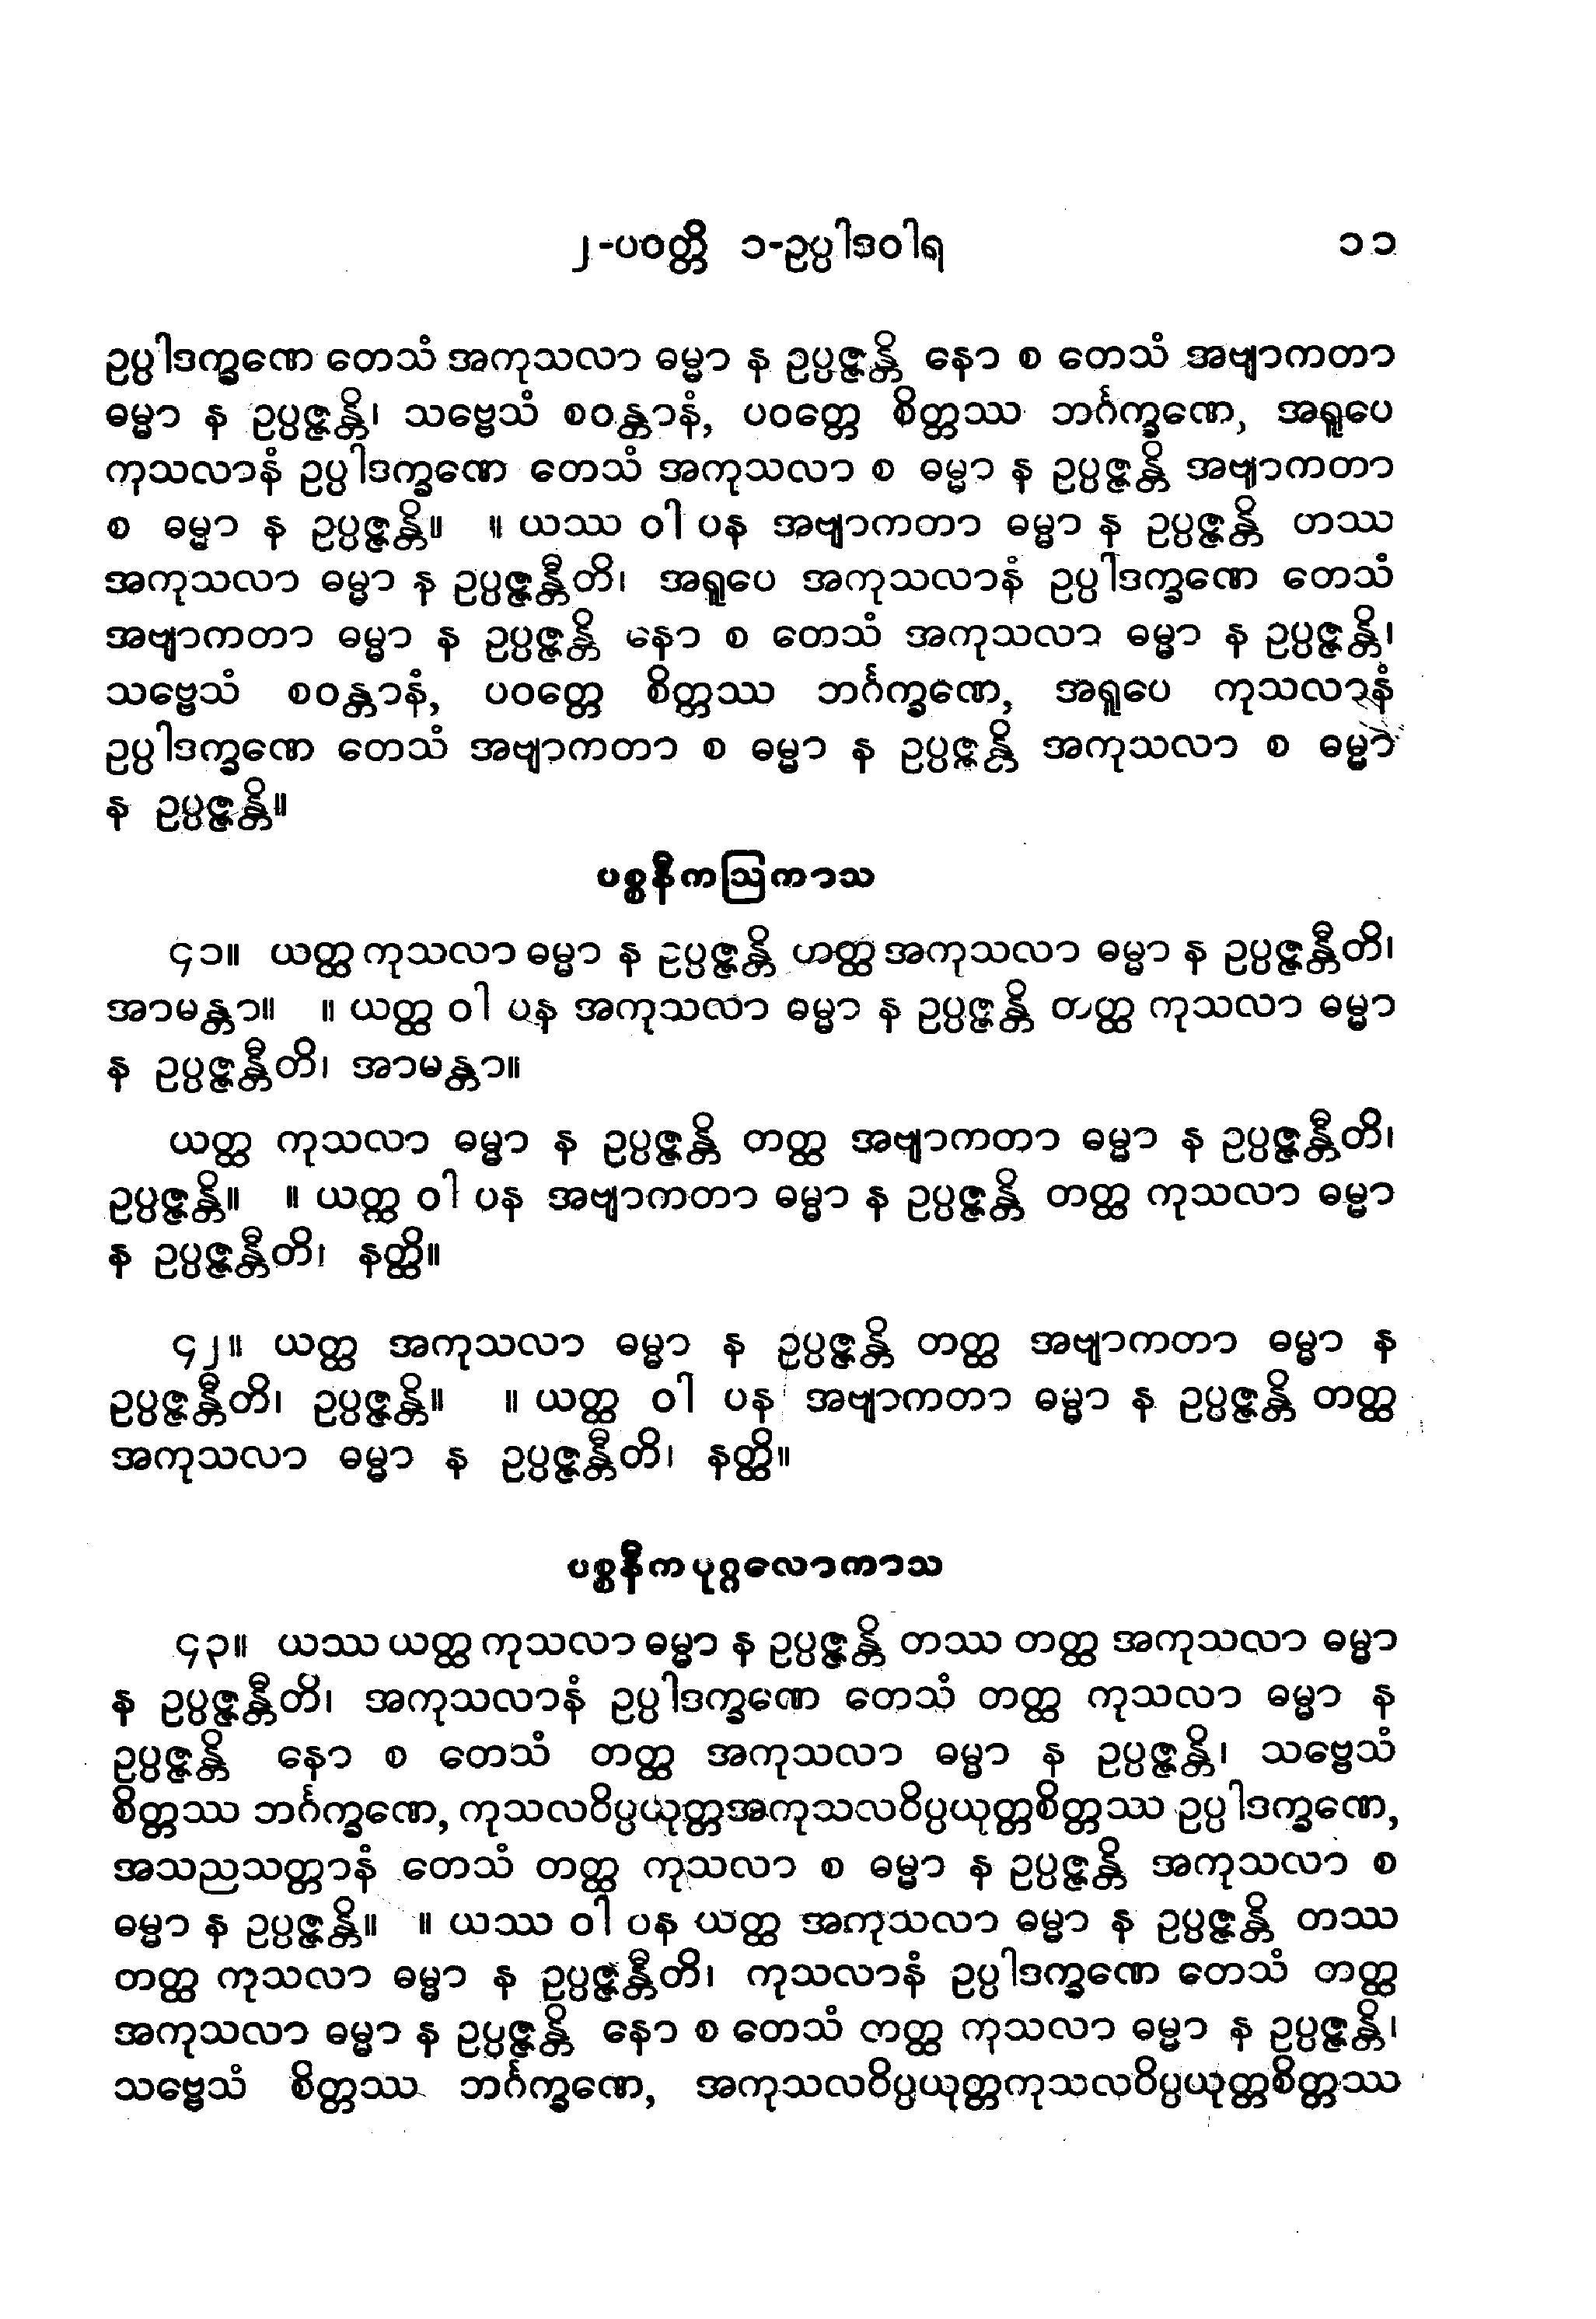 ၂-ပဝတ္တိ ၁-ဥပ္ပါဒဝါရ ၁၁
ဥပ္ပါဒက္ခဏေ တေသံ အကုသလာ ဓမ္မာ န ဥပ္ပဇ္ဇန္တိ နော စ တေသံ အဗျာကတာ
ဓမ္မာ န ဥပ္ပဇ္ဇန္တိ၊ သဗ္ဗေသံ စဝန္တာနံ, ပဝတ္တေ စိတ္တဿ ဘင်္ဂက္ခဏေ, အရူပေ
ကုသလာနံ ဥပ္ပါဒက္ခဏေ တေသံ အကုသလာ စ ဓမ္မာ န ဥပ္ပဇ္ဇန္တိ အဗျာကတာ
စ ဓမ္မာ န ဥပ္ပဇ္ဇန္တိ။ ။ ယဿ ဝါ ပန အဗျာကတာ ဓမ္မာ န ဥပ္ပဇ္ဇန္တိ တဿ
အကုသလာ ဓမ္မာ န ဥပ္ပဇ္ဇန္တီတိ၊ အရူပေ အကုသလာနံ ဥပ္ပါဒက္ခဏေ တေသံ
အဗျာကတာ ဓမ္မာ န ဥပ္ပဇ္ဇန္တိ နော စ တေသံ အကုသလာ ဓမ္မာ န ဥပ္ပဇ္ဇန္တိ၊
သဗ္ဗေသံ စဝန္တာနံ, ပဝတ္တေ စိတ္တဿ ဘင်္ဂက္ခဏေ, အရူပေ ကုသလာနံ
ဥပ္ပါဒက္ခဏေ တေသံ အဗျာကတာ စ ဓမ္မာ န ဥပ္ပဇ္ဇန္တိ အကုသလာ စ ဓမ္မာ
န ဥပ္ပဇ္ဇန္တိ။
ပစ္စနီကဩကာသ
၄၁။ ယတ္ထ ကုသလာ ဓမ္မာ န ဥပ္ပဇ္ဇန္တိ တတ္ထ အကုသလာ ဓမ္မာ န ဥပ္ပဇ္ဇန္တီတိ၊
အာမန္တာ။ ။ ယတ္ထ ဝါ ပန အကုသလာ ဓမ္မာ န ဥပ္ပဇ္ဇန္တိ တတ္ထ ကုသလာ ဓမ္မာ
န ဥပ္ပဇ္ဇန္တီတိ၊ အာမန္တာ။
ယတ္ထ ကုသလာ ဓမ္မာ န ဥပ္ပဇ္ဇန္တိ တတ္ထ အဗျာကတာ ဓမ္မာ န ဥပ္ပဇ္ဇန္တီတိ၊
ဥပ္ပဇ္ဇန္တိ။ ။ ယတ္ထ ဝါ ပန အဗျာကတာ ဓမ္မာ န ဥပ္ပဇ္ဇန္တိ တတ္ထ ကုသလာ ဓမ္မာ
န ဥပ္ပဇ္ဇန္တီတိ၊ နတ္ထိ။
၄၂။ ယတ္ထ အကုသလာ ဓမ္မာ န ဥပ္ပဇ္ဇန္တိ တတ္ထ အဗျာကတာ ဓမ္မာ န
ဥပ္ပဇ္ဇန္တီတိ၊ ဥပ္ပဇ္ဇန္တိ။ ။ ယတ္ထ ဝါ ပန အဗျာကတာ ဓမ္မာ န ဥပ္ပဇ္ဇန္တိ တတ္ထ
အကုသလာ ဓမ္မာ န ဥပ္ပဇ္ဇန္တီတိ၊ နတ္ထိ။
ပစ္စနီကပုဂ္ဂလောကာသ
၄၃။ ယဿ ယတ္ထ ကုသလာ ဓမ္မာ န ဥပ္ပဇ္ဇန္တိ တဿ တတ္ထ အကုသလာ ဓမ္မာ
န ဥပ္ပဇ္ဇန္တီတိ၊ အကုသလာနံ ဥပ္ပါဒက္ခဏေ တေသံ တတ္ထ ကုသလာ ဓမ္မာ န
ဥပ္ပဇ္ဇန္တိ နော စ တေသံ တတ္ထ အကုသလာ ဓမ္မာ န ဥပ္ပဇ္ဇန္တိ၊ သဗ္ဗေသံ
စိတ္တဿ ဘင်္ဂက္ခဏေ, ကုသလဝိပ္ပယုတ္တအကုသလဝိပ္ပယုတ္တစိတ္တဿ ဥပ္ပါဒက္ခဏေ,
အသညသတ္တာနံ တေသံ တတ္ထ ကုသလာ စ ဓမ္မာ န ဥပ္ပဇ္ဇန္တိ အကုသလာ စ
ဓမ္မာ န ဥပ္ပဇ္ဇန္တိ။ ။ ယဿ ဝါ ပန ယတ္ထ အကုသလာ ဓမ္မာ န ဥပ္ပဇ္ဇန္တိ တဿ
တတ္ထ ကုသလာ ဓမ္မာ န ဥပ္ပဇ္ဇန္တီတိ၊ ကုသလာနံ ဥပ္ပါဒက္ခဏေ တေသံ တတ္ထ
အကုသလာ ဓမ္မာ န ဥပ္ပဇ္ဇန္တိ နော စ တေသံ တတ္ထ ကုသလာ ဓမ္မာ န ဥပ္ပဇ္ဇန္တိ၊
သဗ္ဗေသံ စိတ္တဿ ဘင်္ဂက္ခဏေ, အကုသလဝိပ္ပယုတ္တကုသလဝိပ္ပယုတ္တစိတ္တဿ